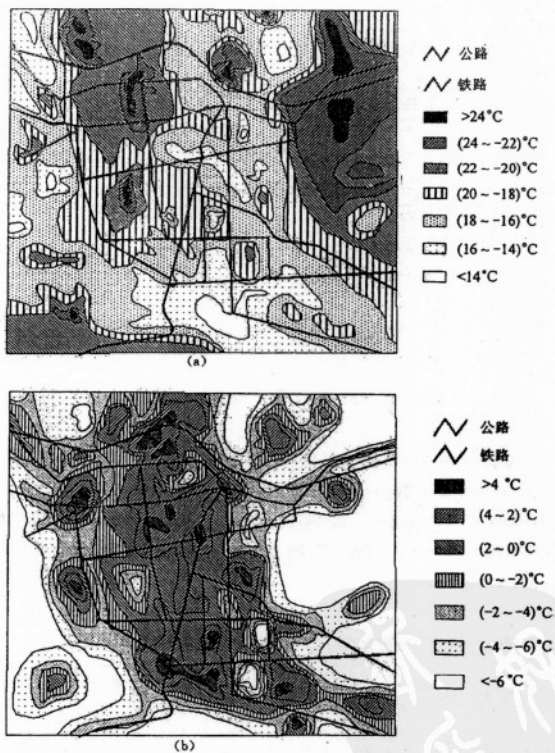 公路
铁路
>24°C
(24～-22)°C
(22～-20)°C
(20～-18)°C
(18～-16)°C
(16～-14)°C
<14°C
(a)
公路
铁路
>4 °C
(4～2)°C
(2～0)°C
(0～-2)°C
(-2～-4)°C
(-4～-6)°C
<-6 °C
(b)